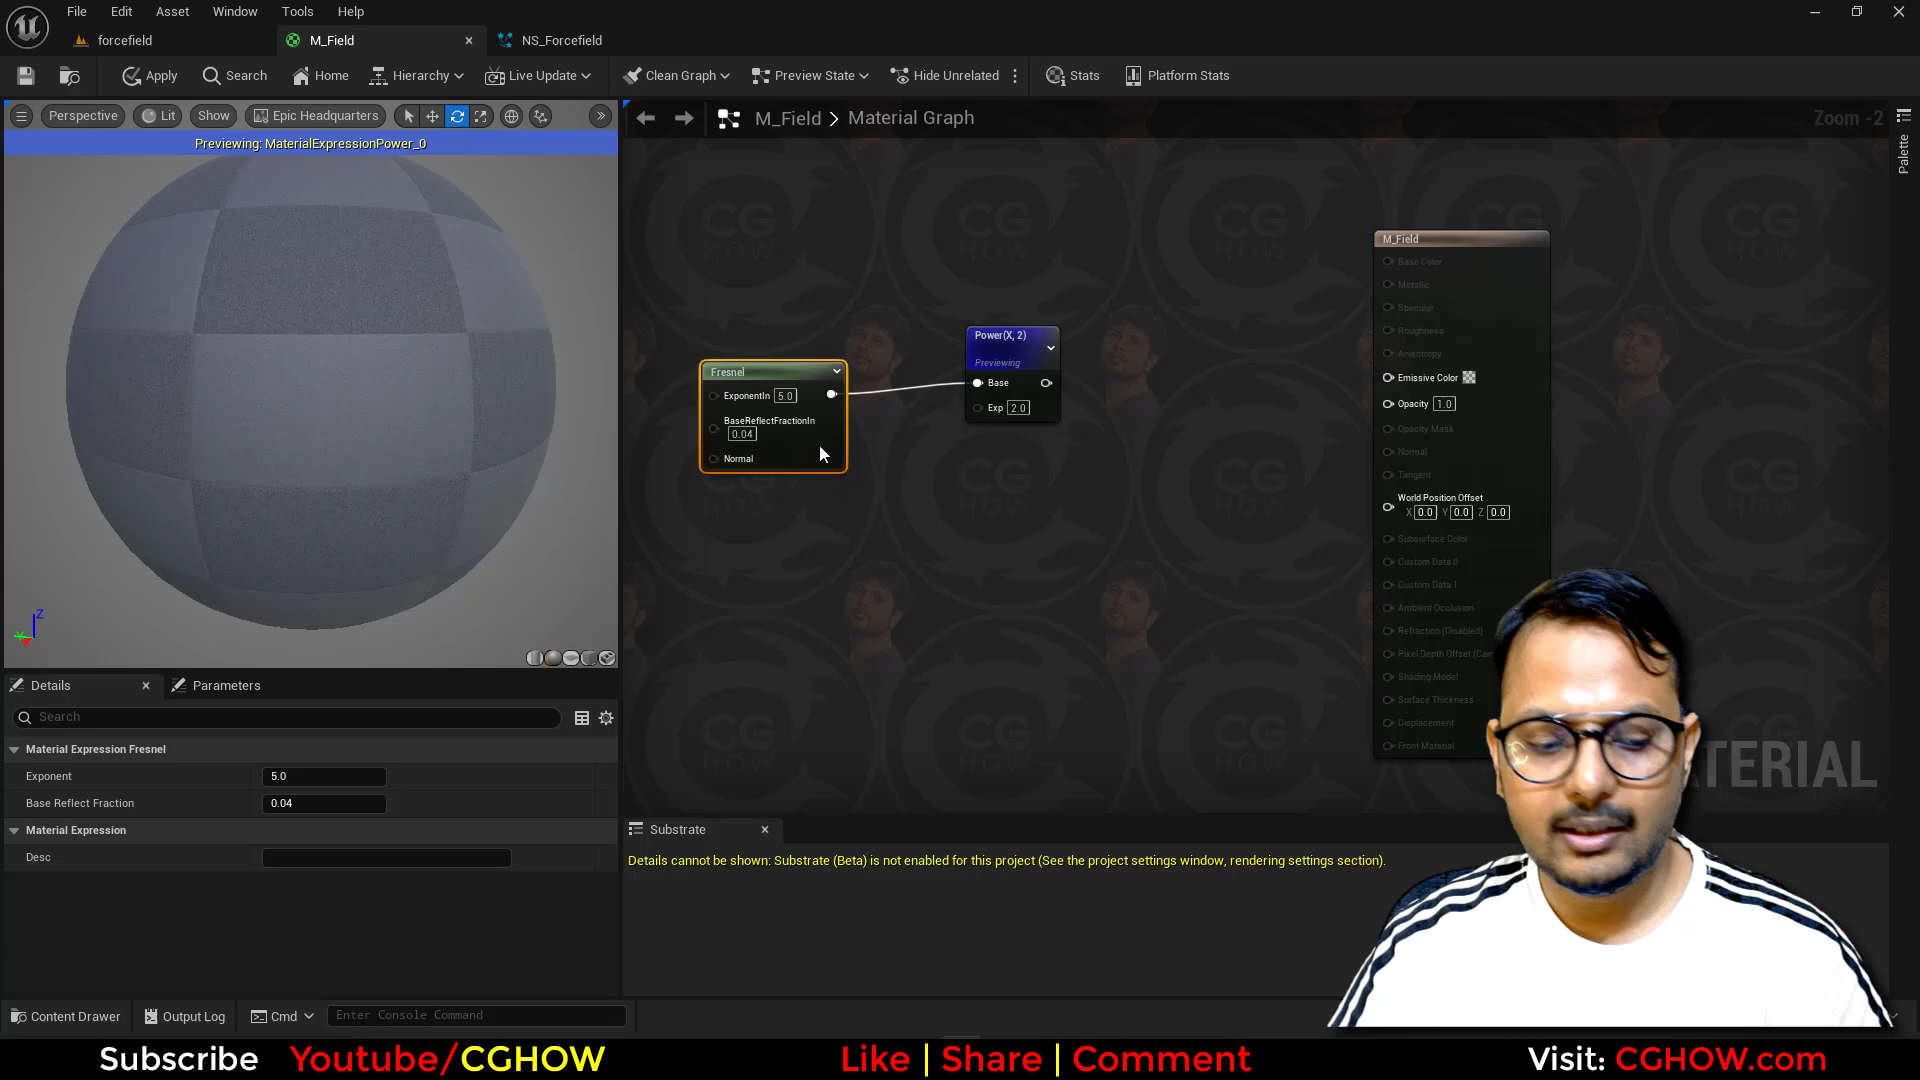 File Edit Asset Window Tools Help
forcefield M_Field NS_Forcefield
Apply Search Home Hierarchy Live Update Clean Graph Preview State Hide Unrelated Stats Platform Stats
Perspective Lit Show Epic Headquarters
Previewing: MaterialExpressionPower_0
M_Field > Material Graph
Zoom -2
Palette
CG HOW
Fresnel
ExponentIn 5.0
BaseReflectFractionIn
0.04
Normal
Power(X, 2)
Previewing
Base
Exp 2.0
M_Field
Base Color
Metallic
Specular
Roughness
Anisotropy
Emissive Color
Opacity 1.0
Opacity Mask
Normal
Tangent
World Position Offset
X 0.0 Y 0.0 Z 0.0
Subsurface Color
Custom Data 0
Custom Data 1
Ambient Occlusion
Refraction (Disabled)
Pixel Depth Offset (Cam
Shading Model
Surface Thickness
Displacement
Front Material
TERIAL
Z
Details Parameters
Search
Material Expression Fresnel
Exponent 5.0
Base Reflect Fraction 0.04
Material Expression
Desc
Substrate
Details cannot be shown: Substrate (Beta) is not enabled for this project (See the project settings window, rendering settings section).
Content Drawer Output Log Cmd Enter Console Command
Subscribe Youtube/CGHOW Like | Share | Comment Visit: CGHOW.com